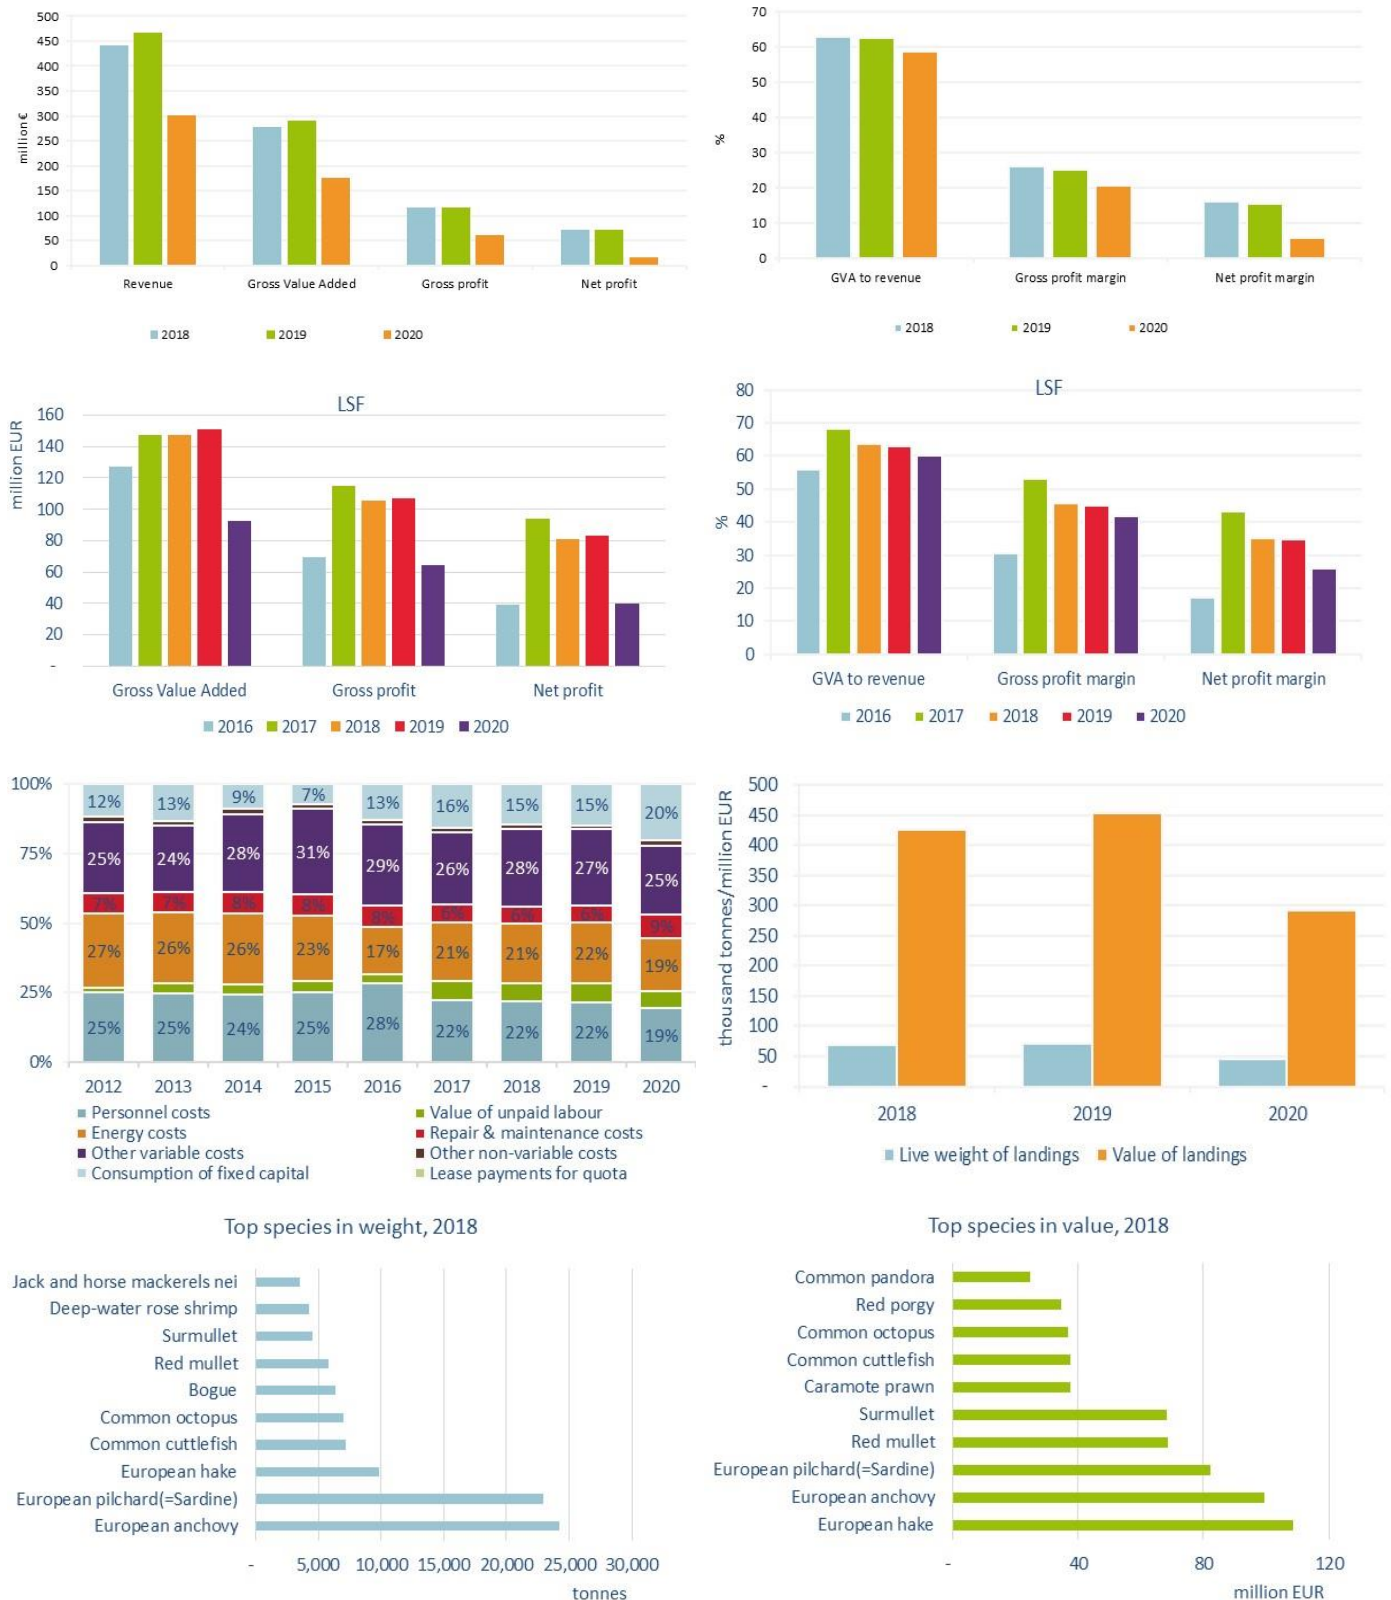 500
450
400
350
300
250
200
150
100
50
0
million €
Revenue
Gross Value Added
Gross profit
Net profit
2018
2019
2020
70
60
50
40
30
20
10
0
%
GVA to revenue
Gross profit margin
Net profit margin
2018
2019
2020
LSF
160
140
120
100
80
60
40
20
-
million EUR
Gross Value Added
Gross profit
Net profit
2016
2017
2018
2019
2020
LSF
80
70
60
50
40
30
20
10
0
%
GVA to revenue
Gross profit margin
Net profit margin
2016
2017
2018
2019
2020
100%
75%
50%
25%
0%
12% 13% 9% 7% 13% 16% 15% 15% 20%
25% 24% 28% 31% 29% 26% 28% 27% 25%
7% 7% 8% 8% 8% 6% 6% 6% 9%
27% 26% 26% 23% 17% 21% 21% 22% 19%
25% 25% 24% 25% 28% 22% 22% 22% 19%
2012 2013 2014 2015 2016 2017 2018 2019 2020
Personnel costs
Value of unpaid labour
Energy costs
Repair & maintenance costs
Other variable costs
Other non-variable costs
Consumption of fixed capital
Lease payments for quota
500
450
400
350
300
250
200
150
100
50
-
thousand tonnes/million EUR
2018
2019
2020
Live weight of landings
Value of landings
Top species in weight, 2018
Jack and horse mackerels nei
Deep-water rose shrimp
Surmullet
Red mullet
Bogue
Common octopus
Common cuttlefish
European hake
European pilchard(=Sardine)
European anchovy
- 5,000 10,000 15,000 20,000 25,000 30,000
tonnes
Top species in value, 2018
Common pandora
Red porgy
Common octopus
Common cuttlefish
Caramote prawn
Surmullet
Red mullet
European pilchard(=Sardine)
European anchovy
European hake
- 40 80 120
million EUR